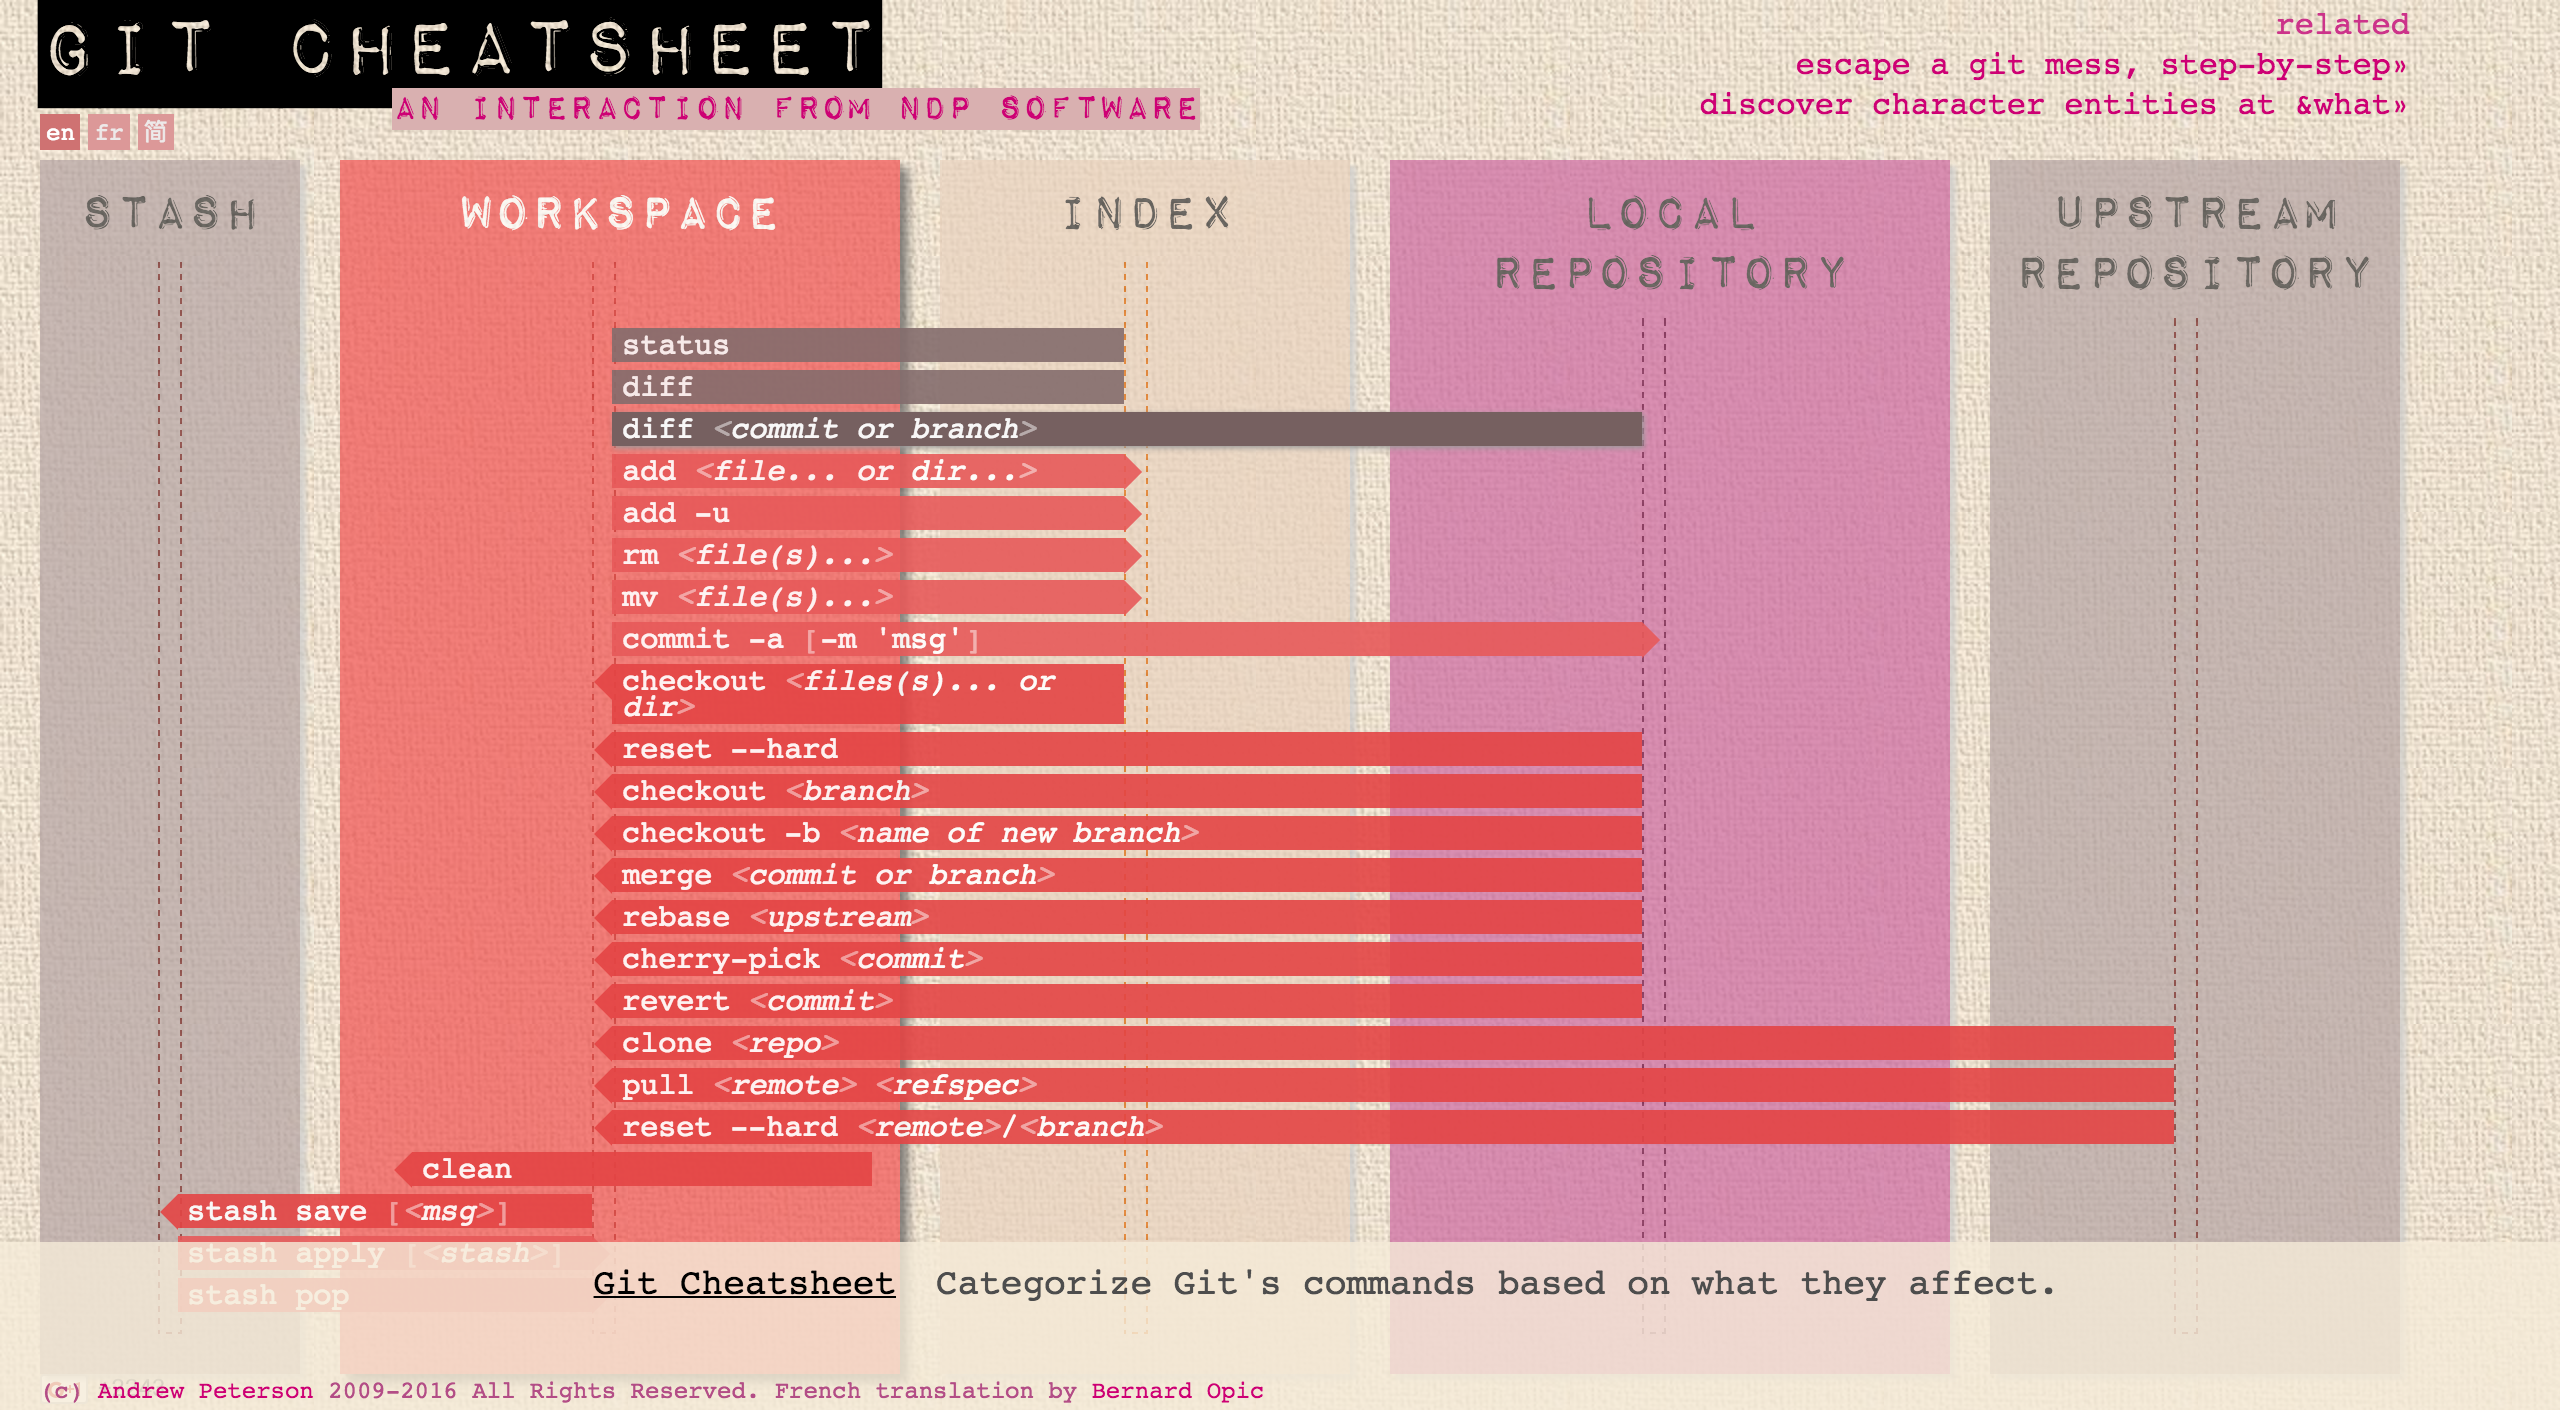 GIT CHEATSHEET
AN INTERACTION FROM NDP SOFTWARE
related
escape a git mess, step-by-step»
discover character entities at &what»
en fr 简
STASH
WORKSPACE
INDEX
LOCAL
REPOSITORY
UPSTREAM
REPOSITORY
status
diff
diff <commit or branch>
add <file... or dir...>
add -u
rm <file(s)...>
mv <file(s)...>
commit -a [-m 'msg']
checkout <files(s)... or
dir>
reset --hard
checkout <branch>
checkout -b <name of new branch>
merge <commit or branch>
rebase <upstream>
cherry-pick <commit>
revert <commit>
clone <repo>
pull <remote> <refspec>
reset --hard <remote>/<branch>
clean
stash save [<msg>]
stash apply [<stash>]
stash pop
Git Cheatsheet Categorize Git's commands based on what they affect.
(c) Andrew Peterson 2009-2016 All Rights Reserved. French translation by Bernard Opic